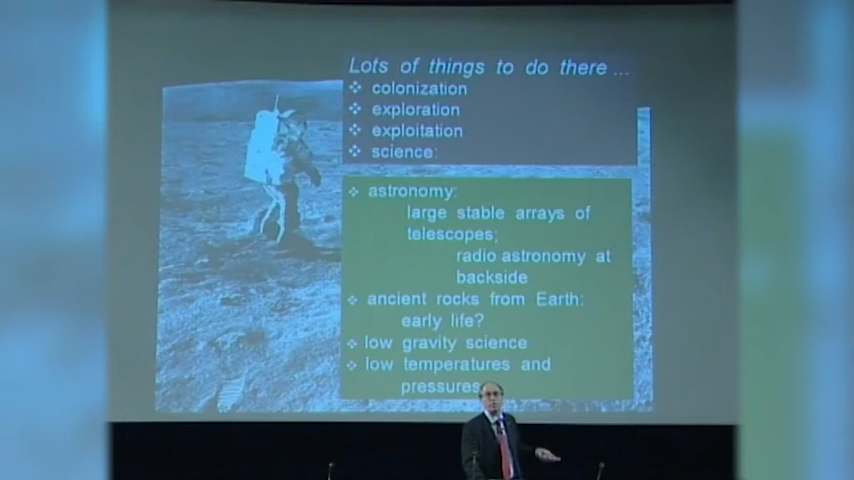 Lots of things to do there ...
❖ colonization
❖ exploration
❖ exploitation
❖ science:
❖ astronomy:
large stable arrays of
telescopes;
radio astronomy at
backside
❖ ancient rocks from Earth:
early life?
❖ low gravity science
❖ low temperatures and
pressures